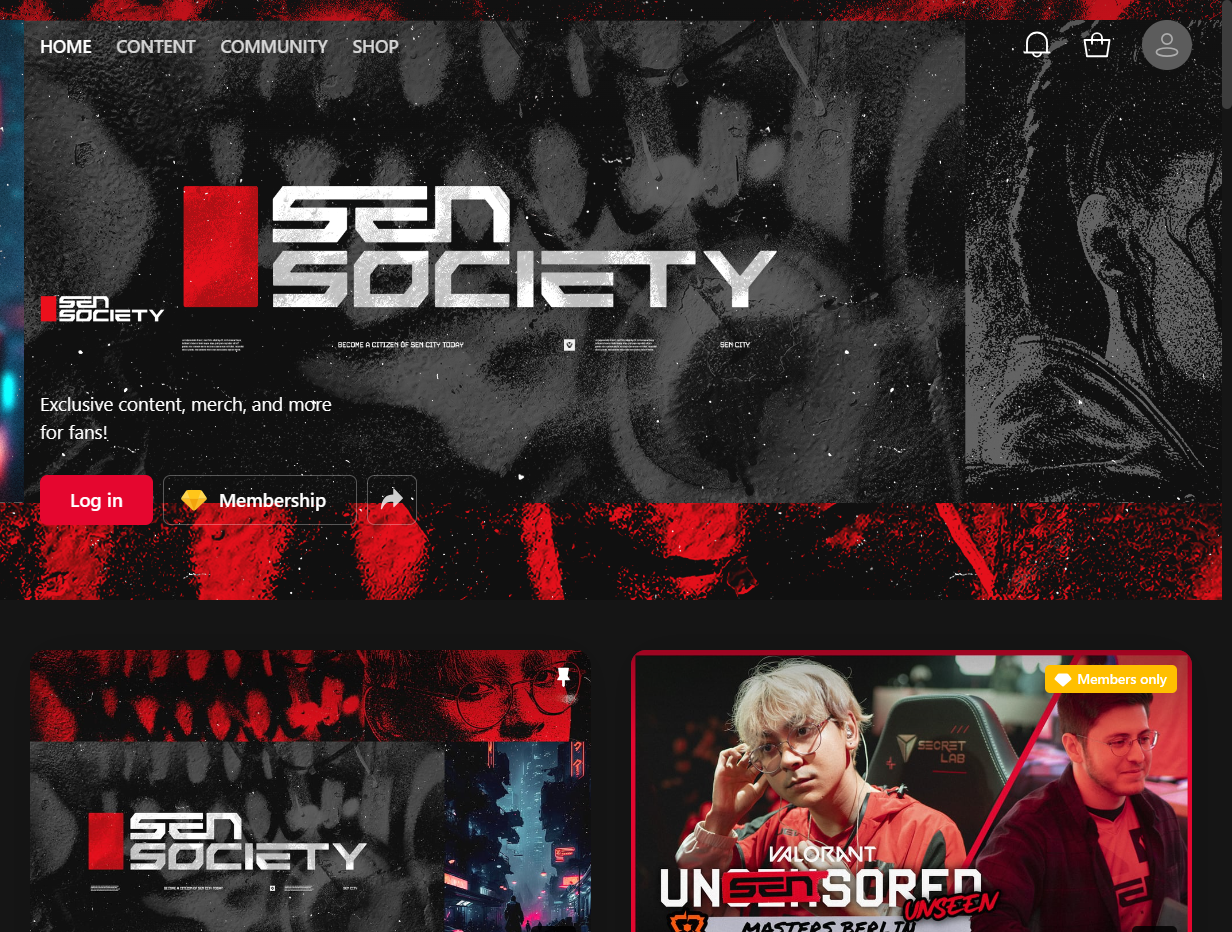 HOME CONTENT COMMUNITY SHOP
SEN
SOCIETY
SEN
SOCIETY
BECOME A CITIZEN OF SEN CITY TODAY
SEN CITY
Exclusive content, merch, and more
for fans!
Log in
Membership
Members only
SECRET
LAB
SEN
SOCIETY
BECOME A CITIZEN OF SEN CITY TODAY
SEN CITY
VALORANT
UNSENSORED
UNSEEN
MASTERS BERLIN